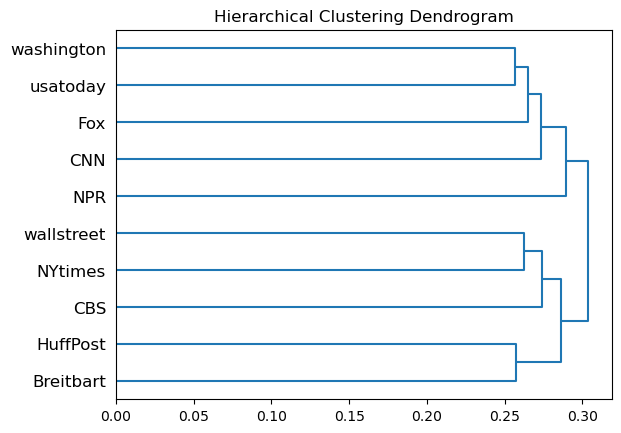 Hierarchical Clustering Dendrogram
washington
usatoday
Fox
CNN
NPR
wallstreet
NYtimes
CBS
HuffPost
Breitbart
0.00 0.05 0.10 0.15 0.20 0.25 0.30